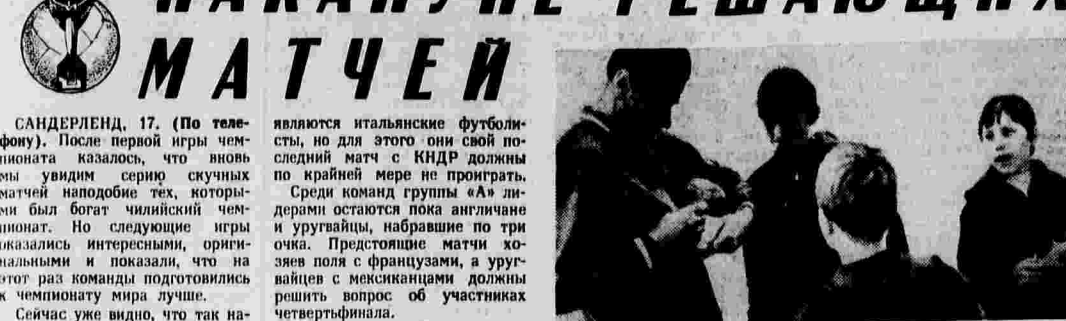 НАКАНУНЕ РЕШАЮЩИХ
МАТЧЕЙ
САНДЕРЛЕНД, 17. (По теле-
фону). После первой игры чем-
пионата казалось, что вновь
мы увидим серию скучных
матчей наподобие тех, которы-
ми был богат чилийский чем-
пионат. Но следующие игры
оказались интересными, ориги-
нальными и показали, что на
этот раз команды подготовились
к чемпионату мира лучше.
Сейчас уже видно, что так на-
являются итальянские футболи-
сты, но для этого они свой по-
следний матч с КНДР должны
по крайней мере не проиграть.
Среди команд группы «А» ли-
дерами остаются пока англичане
и уругвайцы, набравшие по три
очка. Предстоящие матчи хо-
зяев поля с французами, а уруг-
вайцев с мексиканцами должны
решить вопрос об участниках
четвертьфинала.